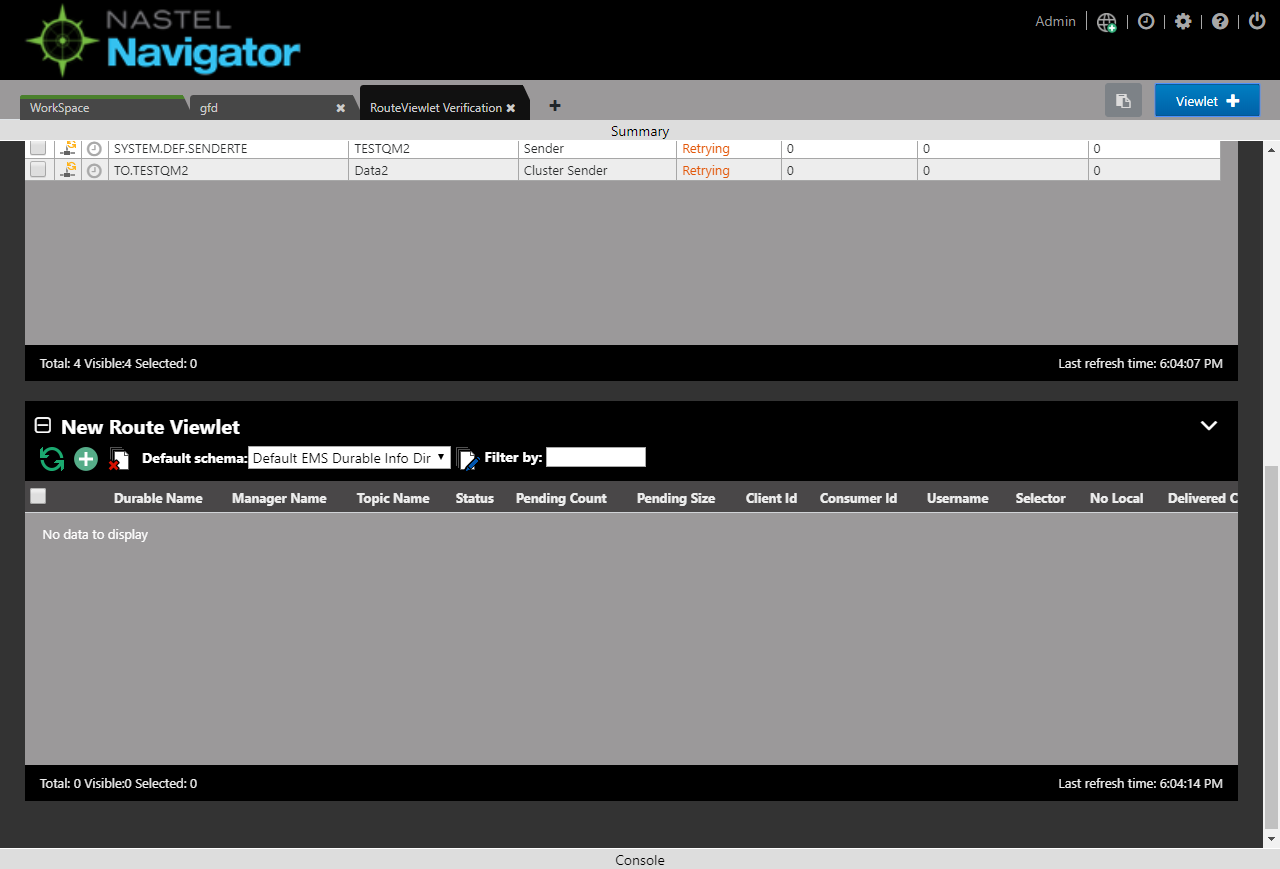 NASTEL
Navigator
Admin
WorkSpace
gfd
RouteViewlet Verification
Viewlet
Summary
SYSTEM.DEF.SENDERTE TESTQM2 Sender Retrying 0 0 0
TO.TESTQM2 Data2 Cluster Sender Retrying 0 0 0
Total: 4 Visible:4 Selected: 0 Last refresh time: 6:04:07 PM
New Route Viewlet
Default schema: Default EMS Durable Info Dir Filter by:
Durable Name Manager Name Topic Name Status Pending Count Pending Size Client Id Consumer Id Username Selector No Local Delivered C
No data to display
Total: 0 Visible:0 Selected: 0 Last refresh time: 6:04:14 PM
Console